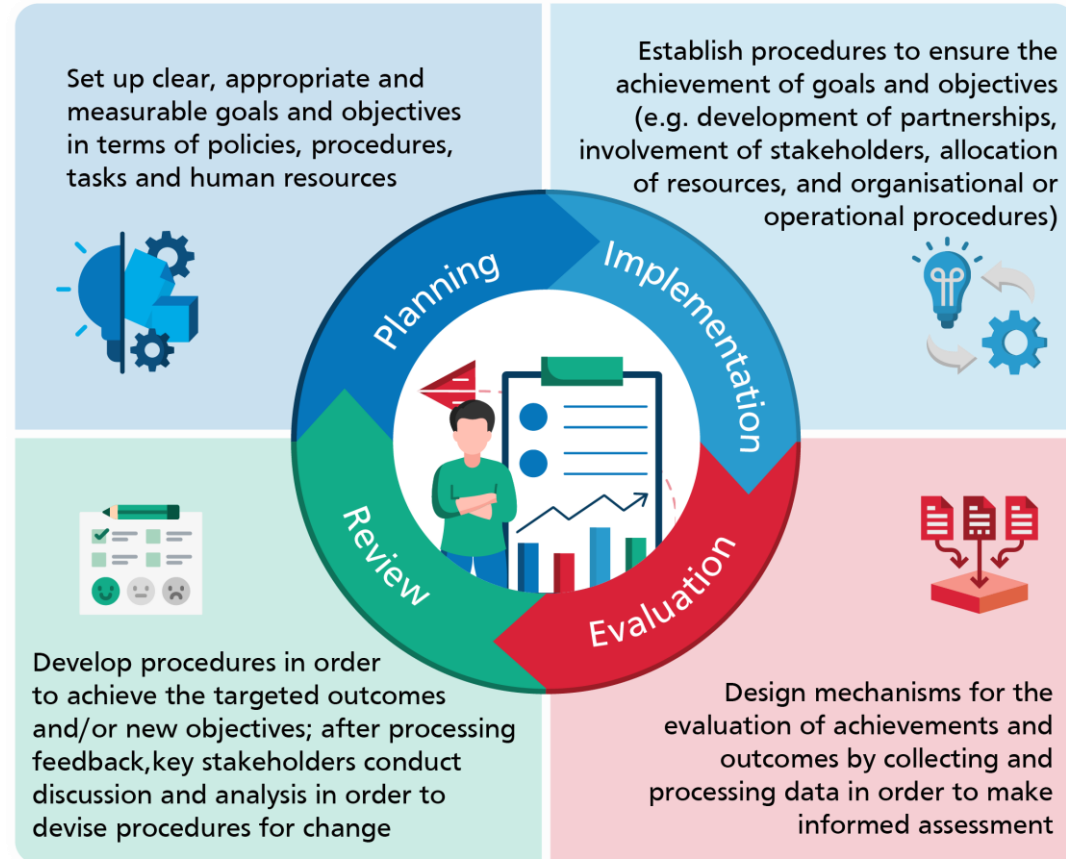 Set up clear, appropriate and
measurable goals and objectives
in terms of policies, procedures,
tasks and human resources
Establish procedures to ensure the
achievement of goals and objectives
(e.g. development of partnerships,
involvement of stakeholders, allocation
of resources, and organisational or
operational procedures)
Planning
Implementation
Review
Evaluation
Develop procedures in order
to achieve the targeted outcomes
and/or new objectives; after processing
feedback,key stakeholders conduct
discussion and analysis in order to
devise procedures for change
Design mechanisms for the
evaluation of achievements and
outcomes by collecting and
processing data in order to make
informed assessment